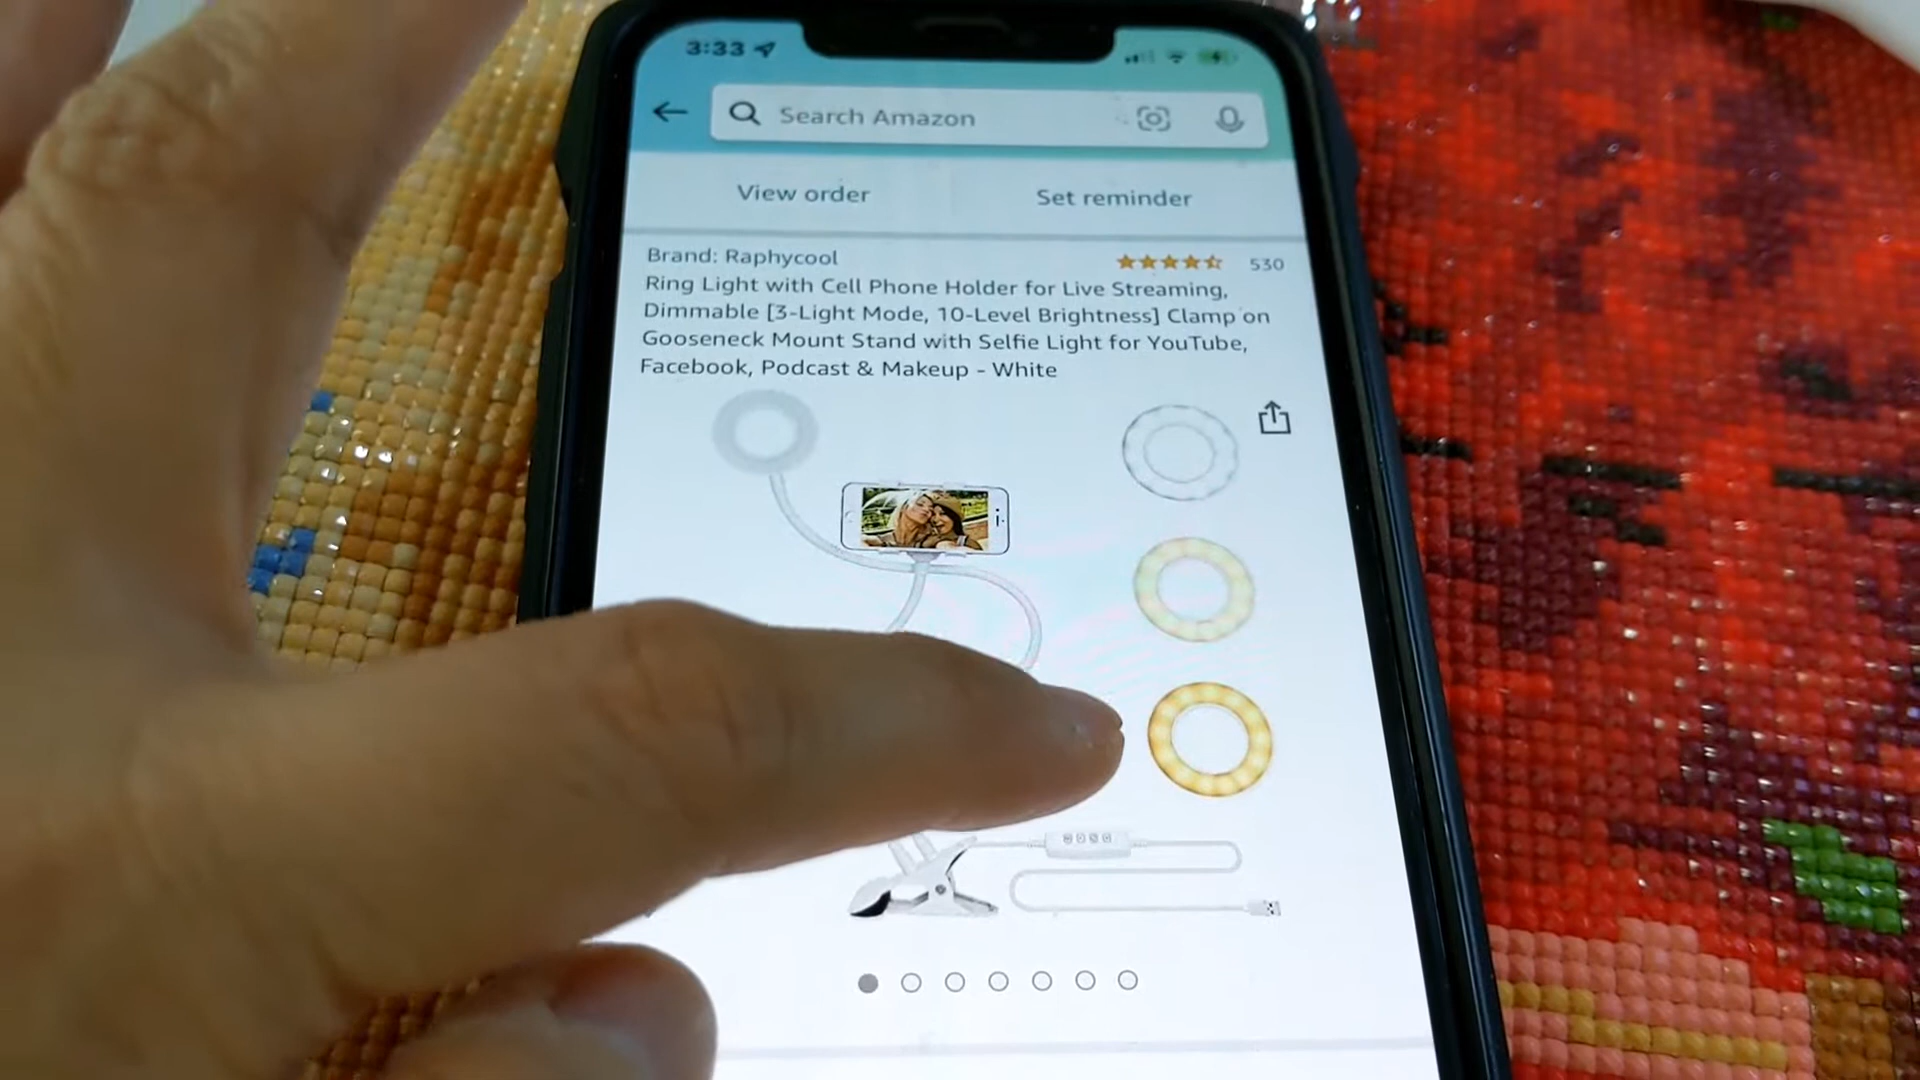 3:33
Search Amazon
View order
Set reminder
Brand: Raphycool
530
Ring Light with Cell Phone Holder for Live Streaming,
Dimmable [3-Light Mode, 10-Level Brightness] Clamp on
Gooseneck Mount Stand with Selfie Light for YouTube,
Facebook, Podcast & Makeup - White